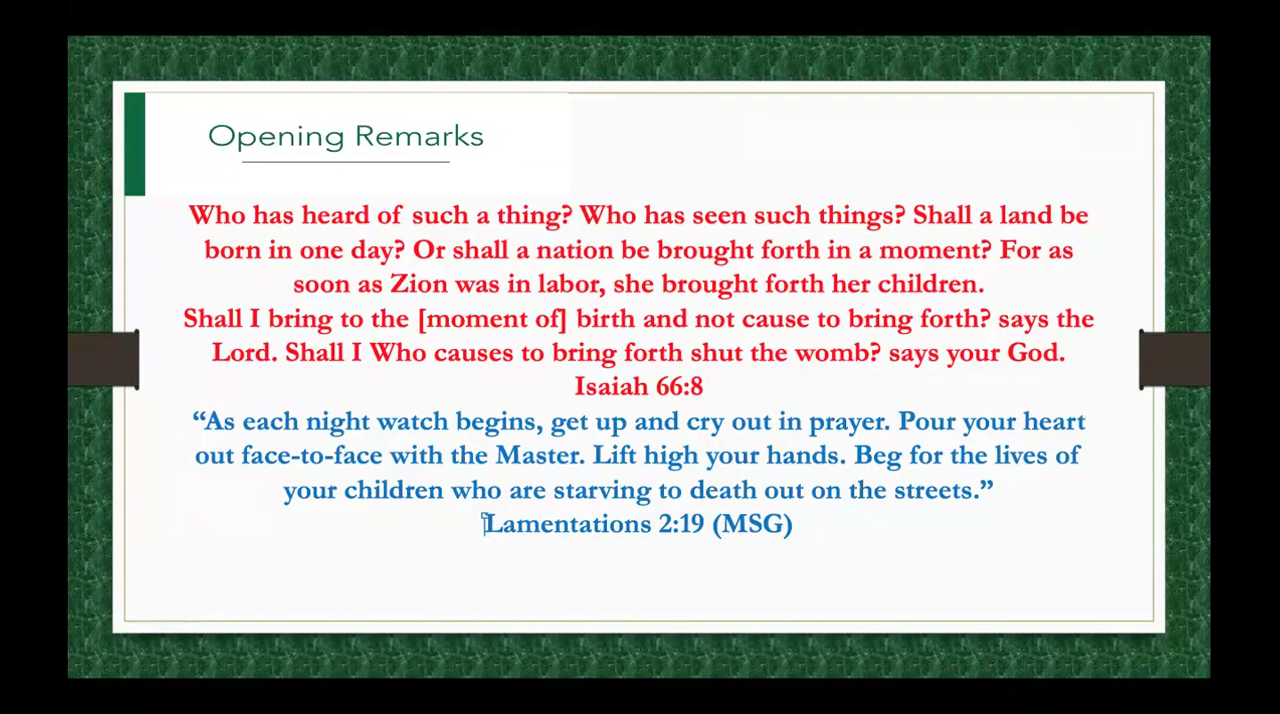 Opening Remarks
Who has heard of such a thing? Who has seen such things? Shall a land be
born in one day? Or shall a nation be brought forth in a moment? For as
soon as Zion was in labor, she brought forth her children.
Shall I bring to the [moment of] birth and not cause to bring forth? says the
Lord. Shall I Who causes to bring forth shut the womb? says your God.
Isaiah 66:8
“As each night watch begins, get up and cry out in prayer. Pour your heart
out face-to-face with the Master. Lift high your hands. Beg for the lives of
your children who are starving to death out on the streets.”
Lamentations 2:19 (MSG)